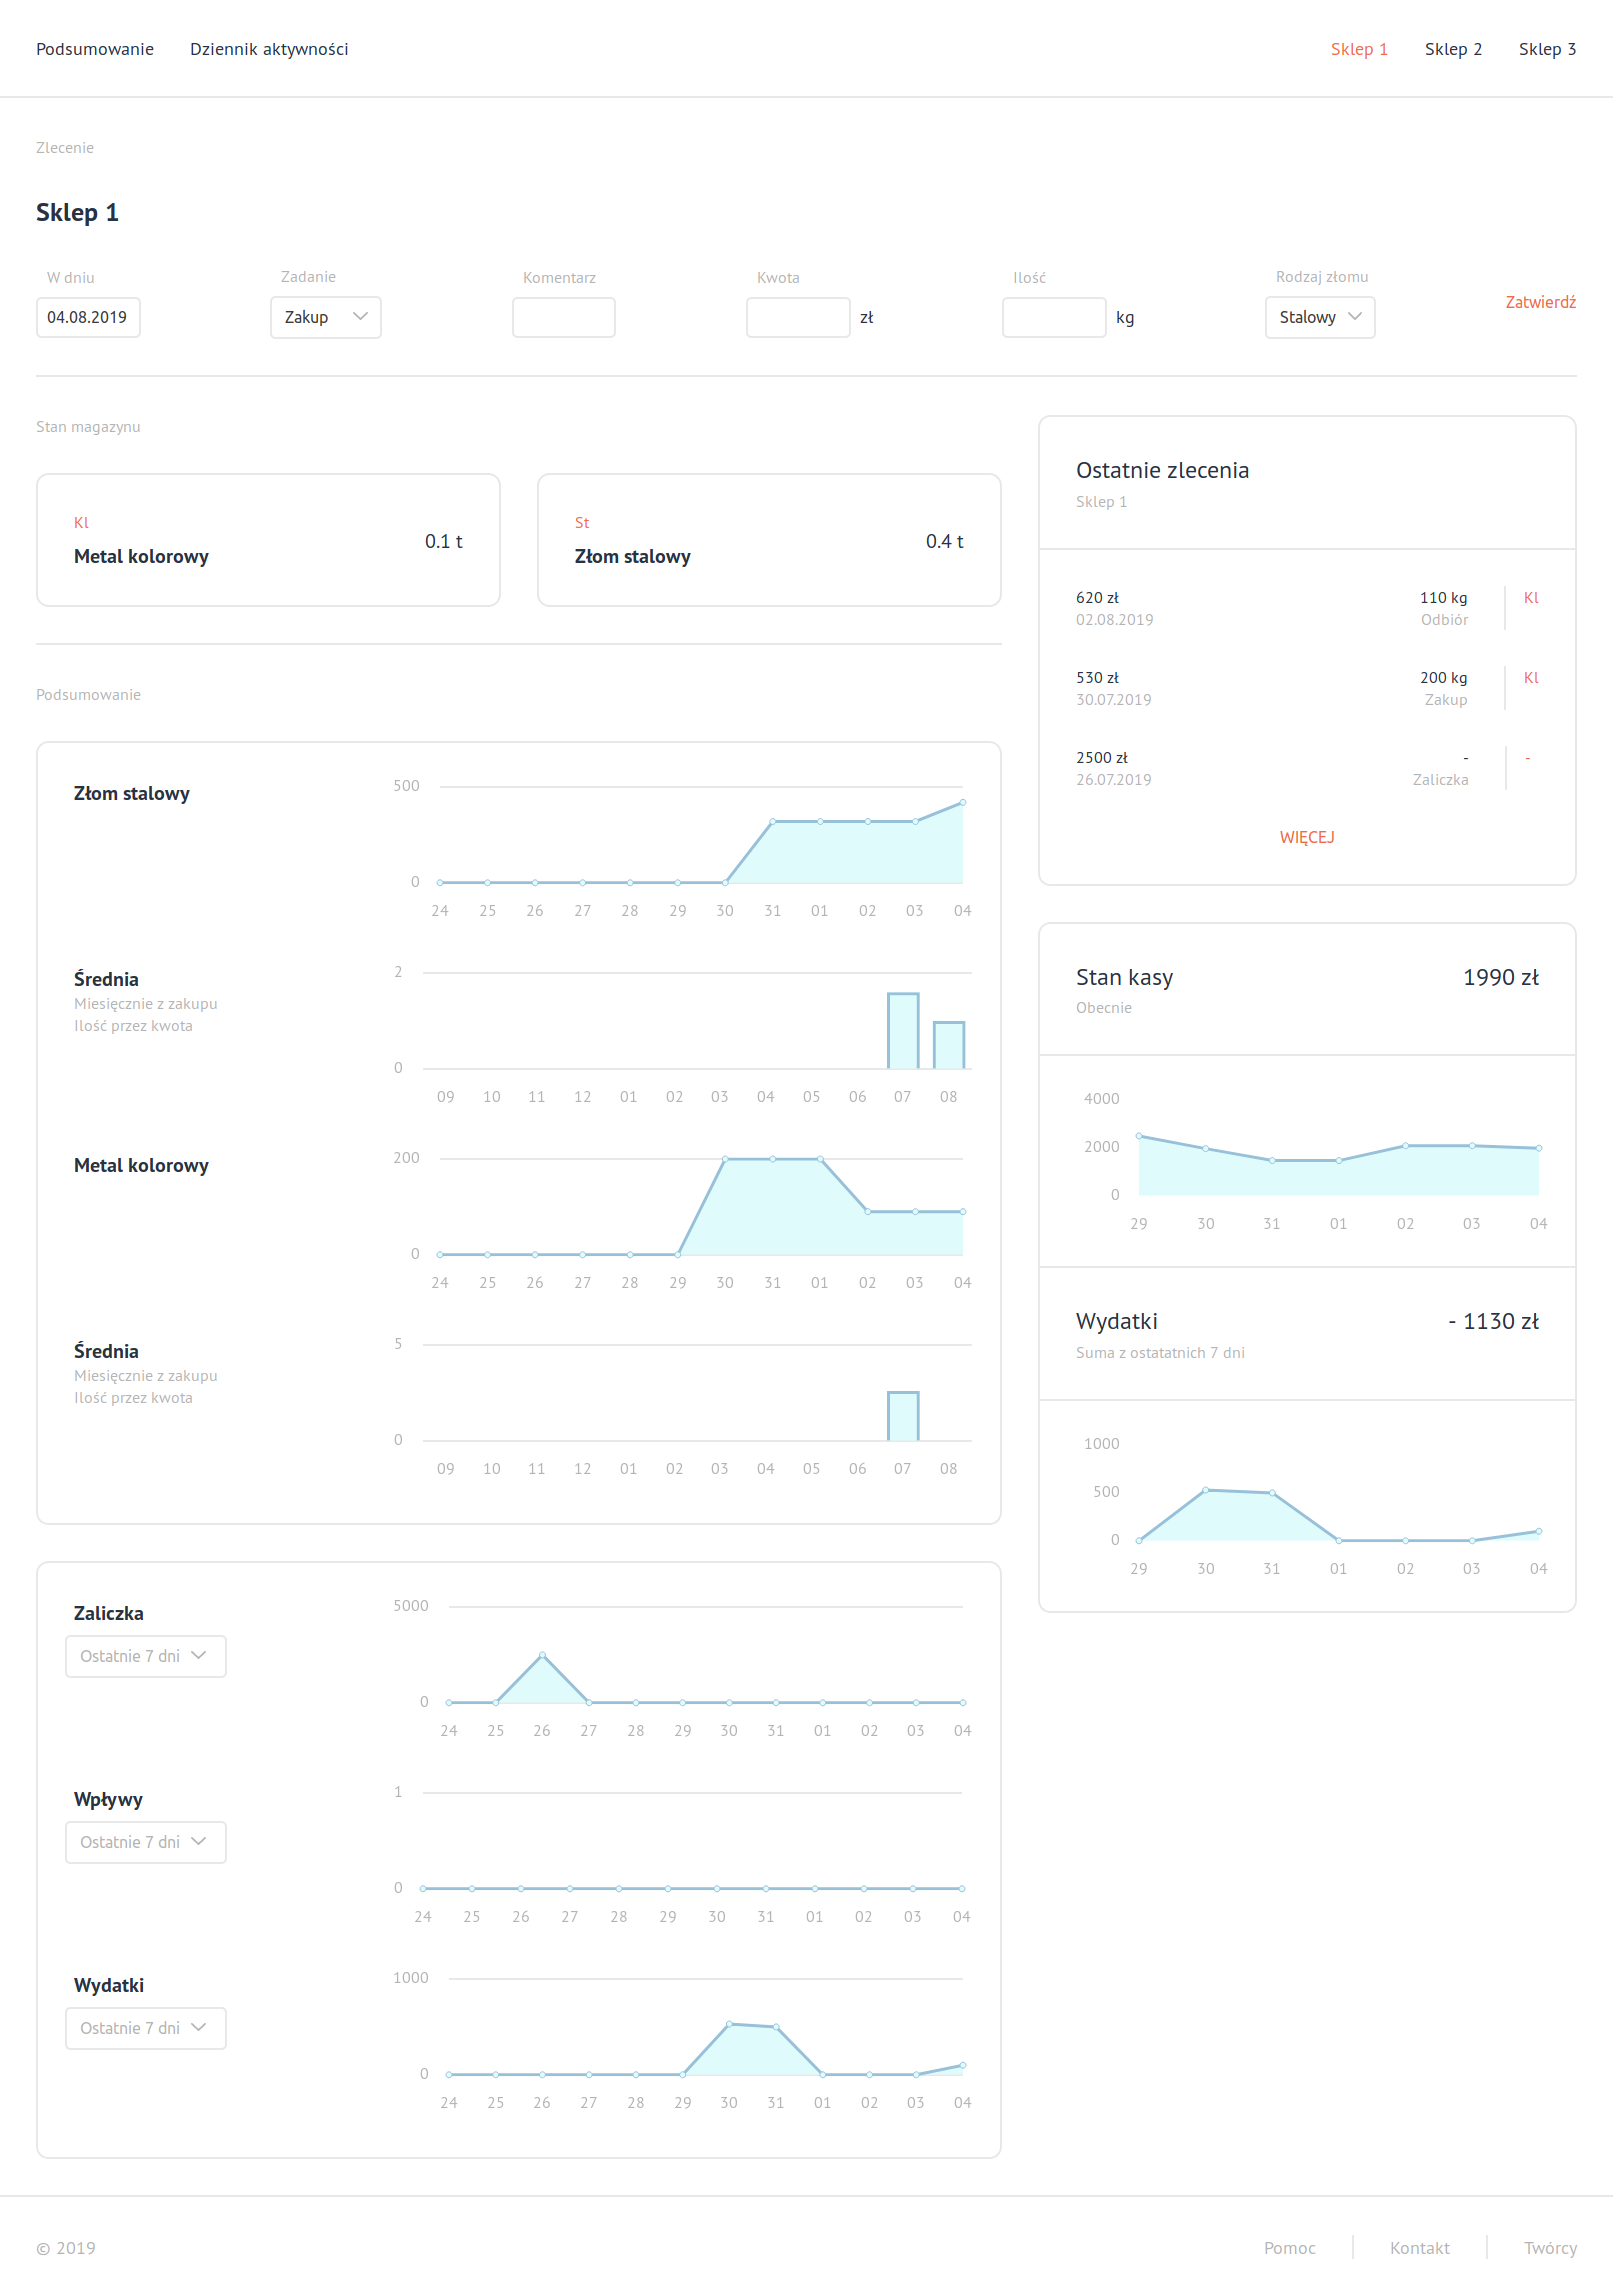 Podsumowanie Dziennik aktywności Sklep 1 Sklep 2 Sklep 3
Zlecenie
Sklep 1
W dniu Zadanie Komentarz Kwota Ilość Rodzaj złomu
04.08.2019 Zakup zł kg Stalowy Zatwierdź
Stan magazynu
Kl
Metal kolorowy 0.1 t
St
Złom stalowy 0.4 t
Podsumowanie
Złom stalowy
500
0
24 25 26 27 28 29 30 31 01 02 03 04
Średnia
Miesięcznie z zakupu
Ilość przez kwota
2
0
09 10 11 12 01 02 03 04 05 06 07 08
Metal kolorowy
200
0
24 25 26 27 28 29 30 31 01 02 03 04
Średnia
Miesięcznie z zakupu
Ilość przez kwota
5
0
09 10 11 12 01 02 03 04 05 06 07 08
Zaliczka
Ostatnie 7 dni
5000
0
24 25 26 27 28 29 30 31 01 02 03 04
Wpływy
Ostatnie 7 dni
1
0
24 25 26 27 28 29 30 31 01 02 03 04
Wydatki
Ostatnie 7 dni
1000
0
24 25 26 27 28 29 30 31 01 02 03 04
Ostatnie zlecenia
Sklep 1
620 zł 110 kg Kl
02.08.2019 Odbiór
530 zł 200 kg Kl
30.07.2019 Zakup
2500 zł - -
26.07.2019 Zaliczka
WIĘCEJ
Stan kasy 1990 zł
Obecnie
4000
2000
0
29 30 31 01 02 03 04
Wydatki - 1130 zł
Suma z ostatatnich 7 dni
1000
500
0
29 30 31 01 02 03 04
© 2019 Pomoc Kontakt Twórcy